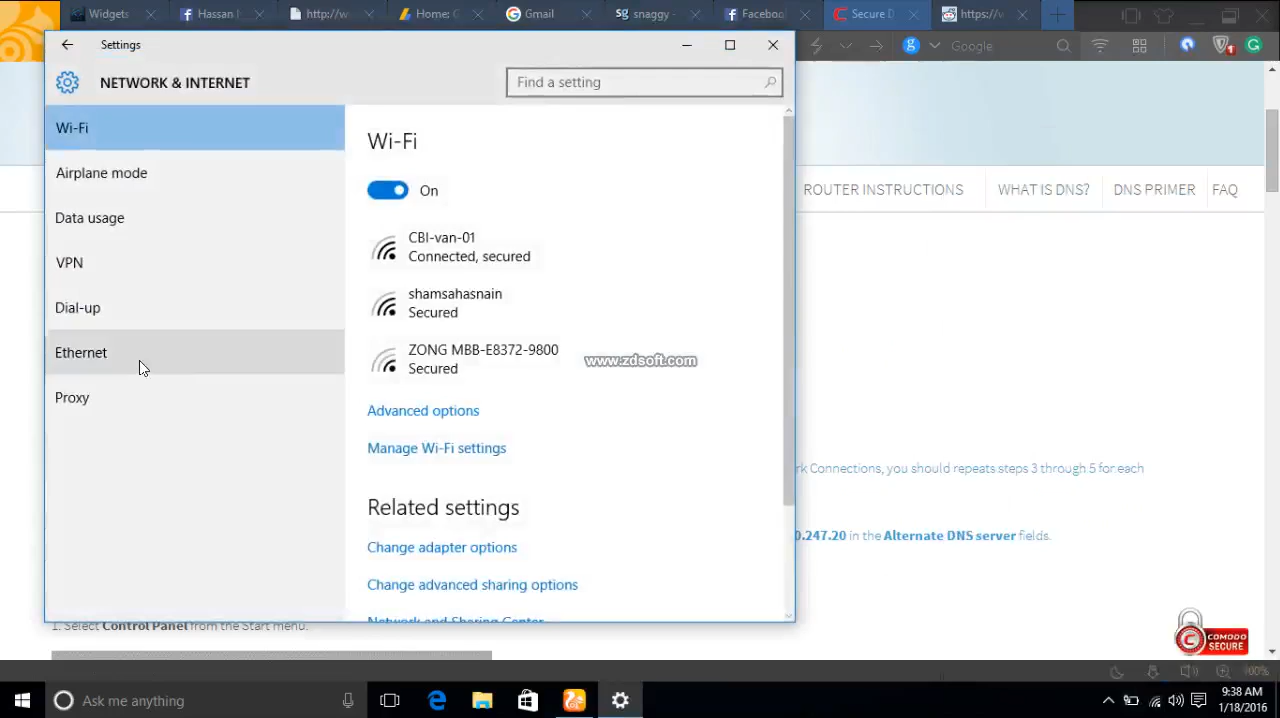 Widgets
Hassan
http://w
Home:
Gmail
snaggy -
Faceboo
Secure D
https://v
Settings
Google
NETWORK & INTERNET
Find a setting
Wi-Fi
Airplane mode
Data usage
VPN
Dial-up
Ethernet
Proxy
Wi-Fi
On
CBI-van-01
Connected, secured
shamsahasnain
Secured
ZONG MBB-E8372-9800
Secured
www.zdsoft.com
Advanced options
Manage Wi-Fi settings
Related settings
Change adapter options
Change advanced sharing options
Network and Sharing Center
ROUTER INSTRUCTIONS
WHAT IS DNS?
DNS PRIMER
FAQ
rk Connections, you should repeats steps 3 through 5 for each
0.247.20 in the Alternate DNS server fields.
1. Select Control Panel from the Start menu.
COMODO
SECURE
Ask me anything
9:38 AM
1/18/2016